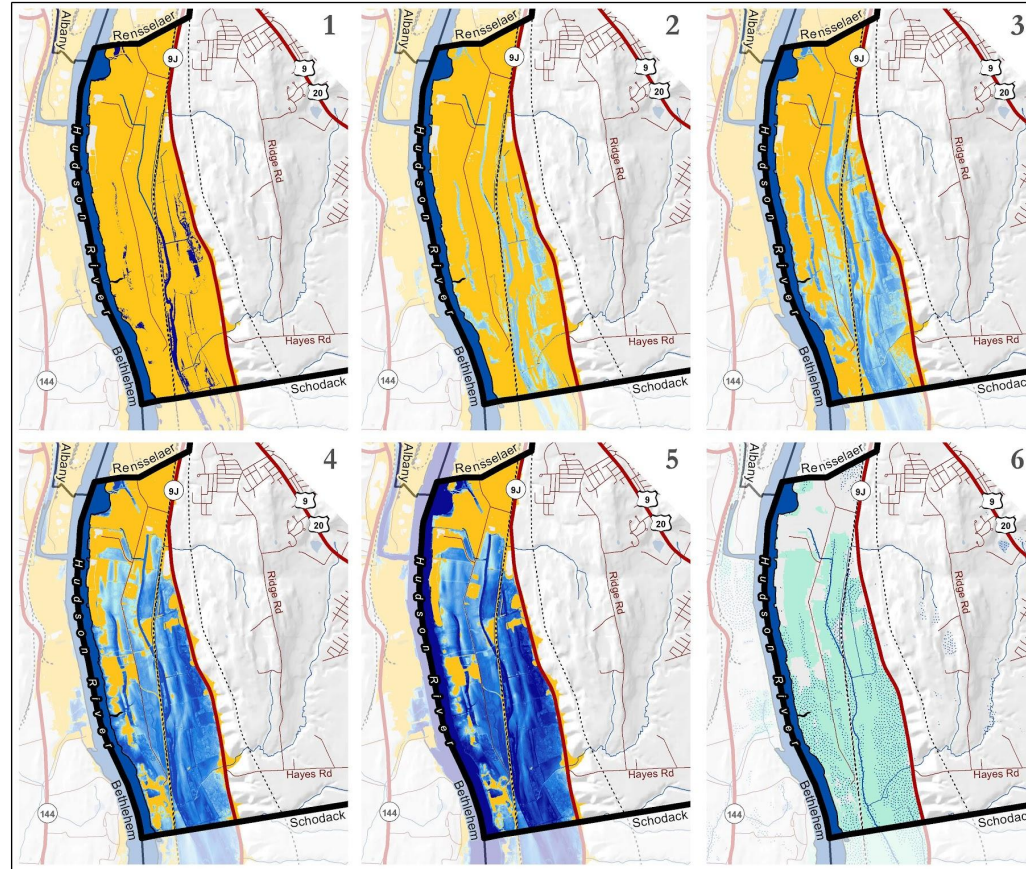 1
Albany
Rensselaer
9J
9
20
Ridge Rd
Hudson River
Hayes Rd
Bethlehem
144
Schodack
2
Albany
Rensselaer
9J
9
20
Ridge Rd
Hudson River
Hayes Rd
Bethlehem
144
Schodack
3
Albany
Rensselaer
9J
9
20
Ridge Rd
Hudson River
Hayes Rd
Bethlehem
144
Schodack
4
Albany
Rensselaer
9J
9
20
Ridge Rd
Hudson River
Hayes Rd
Bethlehem
144
Schodack
5
Albany
Rensselaer
9J
9
20
Ridge Rd
Hudson River
Hayes Rd
Bethlehem
144
Schodack
6
Albany
Rensselaer
9J
9
20
Ridge Rd
Hudson River
Hayes Rd
Bethlehem
144
Schodack